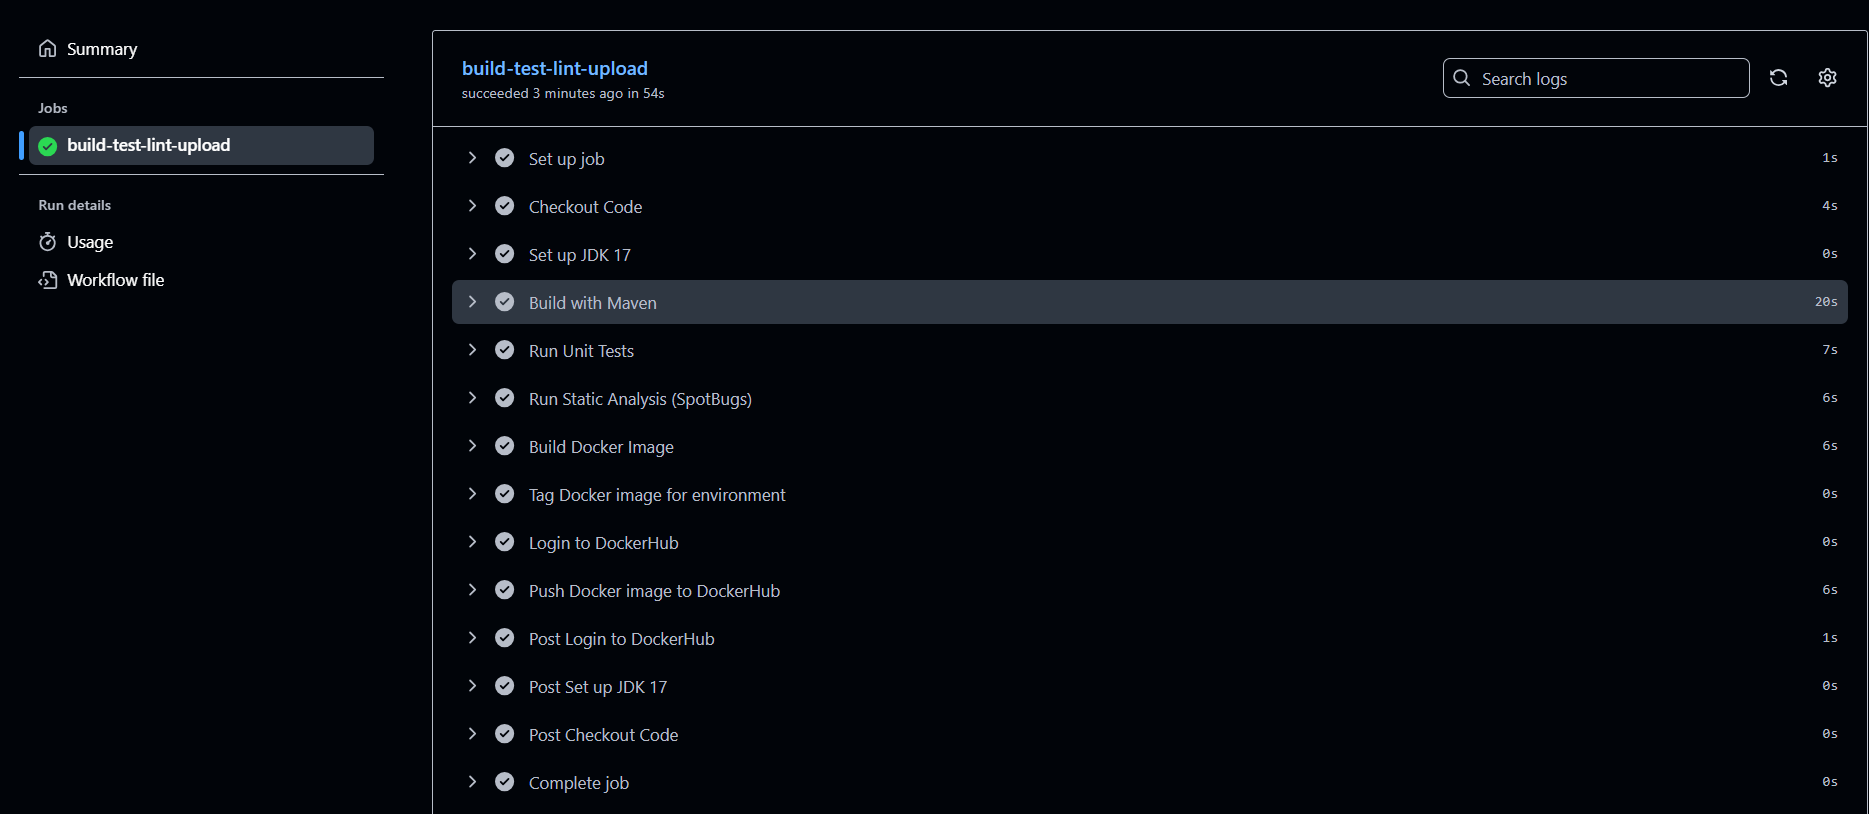 Summary
Jobs
build-test-lint-upload
Run details
Usage
Workflow file
build-test-lint-upload
succeeded 3 minutes ago in 54s
Search logs
Set up job 1s
Checkout Code 4s
Set up JDK 17 0s
Build with Maven 20s
Run Unit Tests 7s
Run Static Analysis (SpotBugs) 6s
Build Docker Image 6s
Tag Docker image for environment 0s
Login to DockerHub 0s
Push Docker image to DockerHub 6s
Post Login to DockerHub 1s
Post Set up JDK 17 0s
Post Checkout Code 0s
Complete job 0s